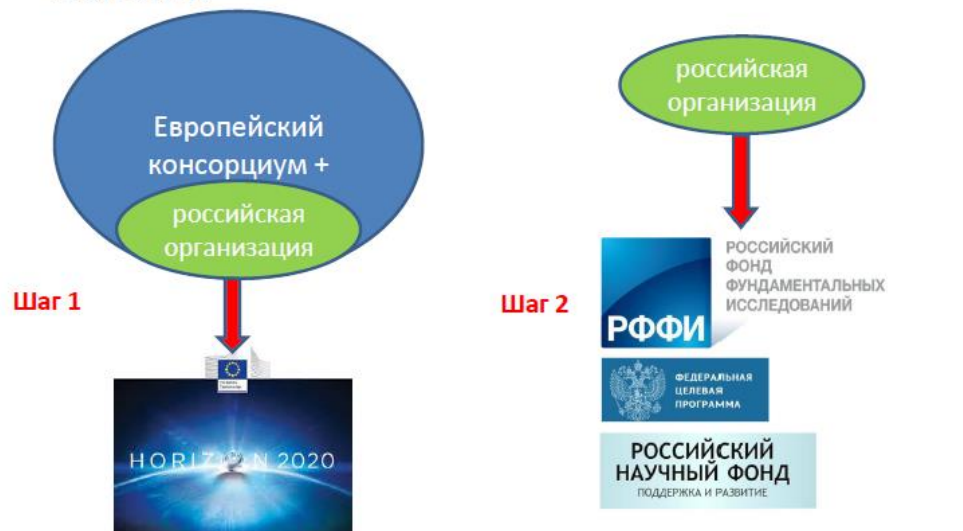 Европейский
консорциум +
российская
организация
Шаг 1
HORIZON 2020
российская
организация
Шаг 2
РФФИ
РОССИЙСКИЙ
ФОНД
ФУНДАМЕНТАЛЬНЫХ
ИССЛЕДОВАНИЙ
ФЕДЕРАЛЬНАЯ
ЦЕЛЕВАЯ
ПРОГРАММА
РОССИЙСКИЙ
НАУЧНЫЙ ФОНД
ПОДДЕРЖКА И РАЗВИТИЕ